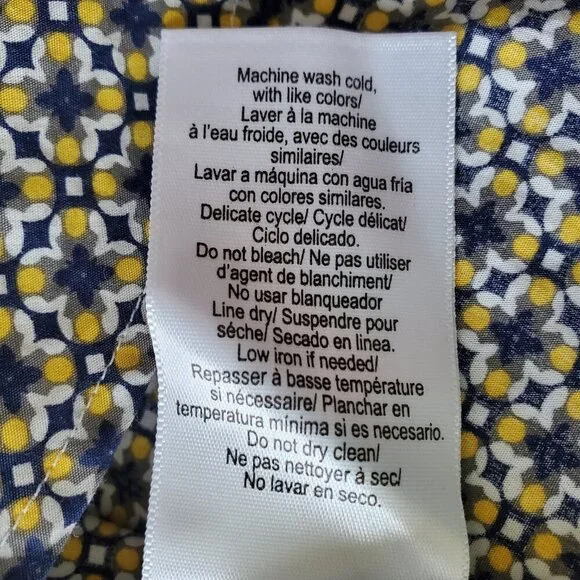 Machine wash cold,
with like colors/
Laver à la machine
à l'eau froide, avec des couleurs
similaires/
Lavar a máquina con agua fría
con colores similares.
Delicate cycle/ Cycle délicat/
Ciclo delicado.
Do not bleach/ Ne pas utiliser
d'agent de blanchiment/
No usar blanqueador
Line dry/ Suspendre pour
séche/ Secado en linea.
Low iron if needed/
Repasser à basse température
si nécessaire/ Planchar en
temperatura mínima si es necesario.
Do not dry clean/
Ne pas nettoyer à sec/
No lavar en seco.